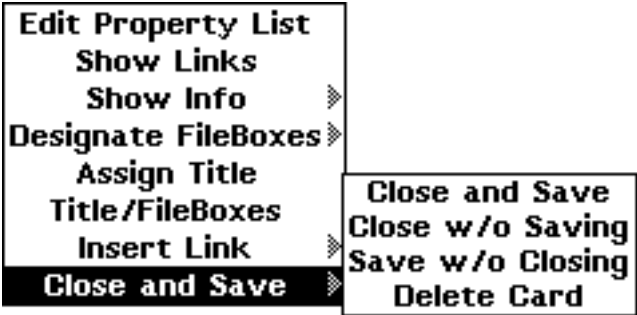 Edit Property List
Show Links
Show Info
Designate FileBoxes
Assign Title
Title/FileBoxes
Insert Link
Close and Save
Close and Save
Close w/o Saving
Save w/o Closing
Delete Card